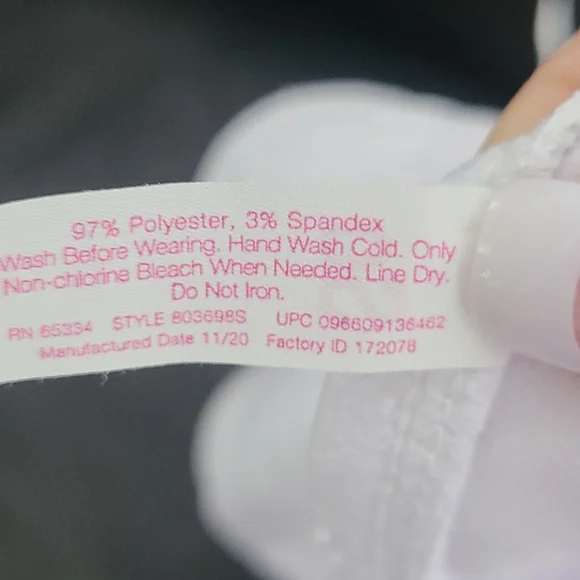 97% Polyester, 3% Spandex
Wash Before Wearing. Hand Wash Cold. Only
Non-chlorine Bleach When Needed. Line Dry.
Do Not Iron.
RN 65334 STYLE 803698S UPC 096609136462
Manufactured Date 11/20 Factory ID 172078